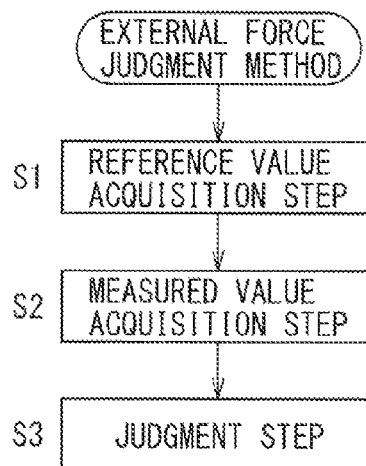 EXTERNAL FORCE
JUDGMENT METHOD
S1
REFERENCE VALUE
ACQUISITION STEP
S2
MEASURED VALUE
ACQUISITION STEP
S3
JUDGMENT STEP